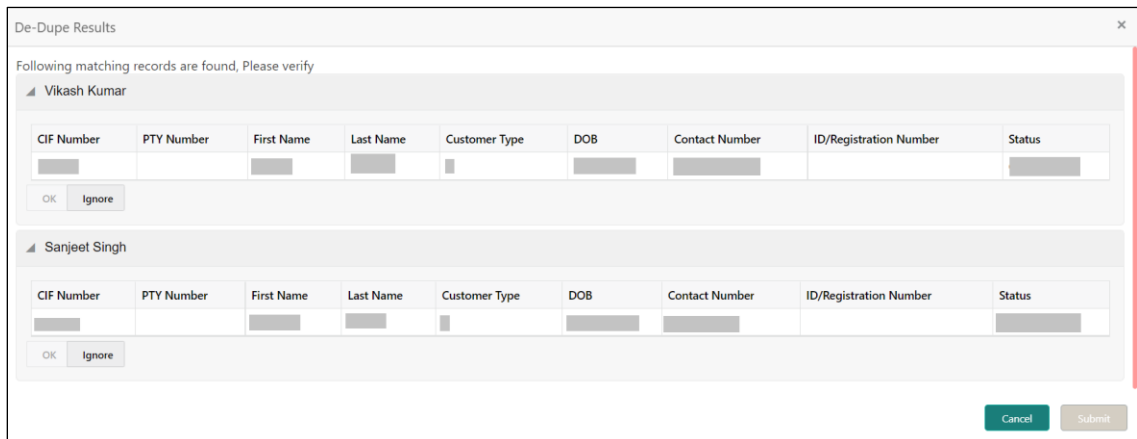 De-Dupe Results ×
Following matching records are found, Please verify
Vikash Kumar
CIF Number PTY Number First Name Last Name Customer Type DOB Contact Number ID/Registration Number Status
OK Ignore
Sanjeet Singh
CIF Number PTY Number First Name Last Name Customer Type DOB Contact Number ID/Registration Number Status
OK Ignore
Cancel Submit